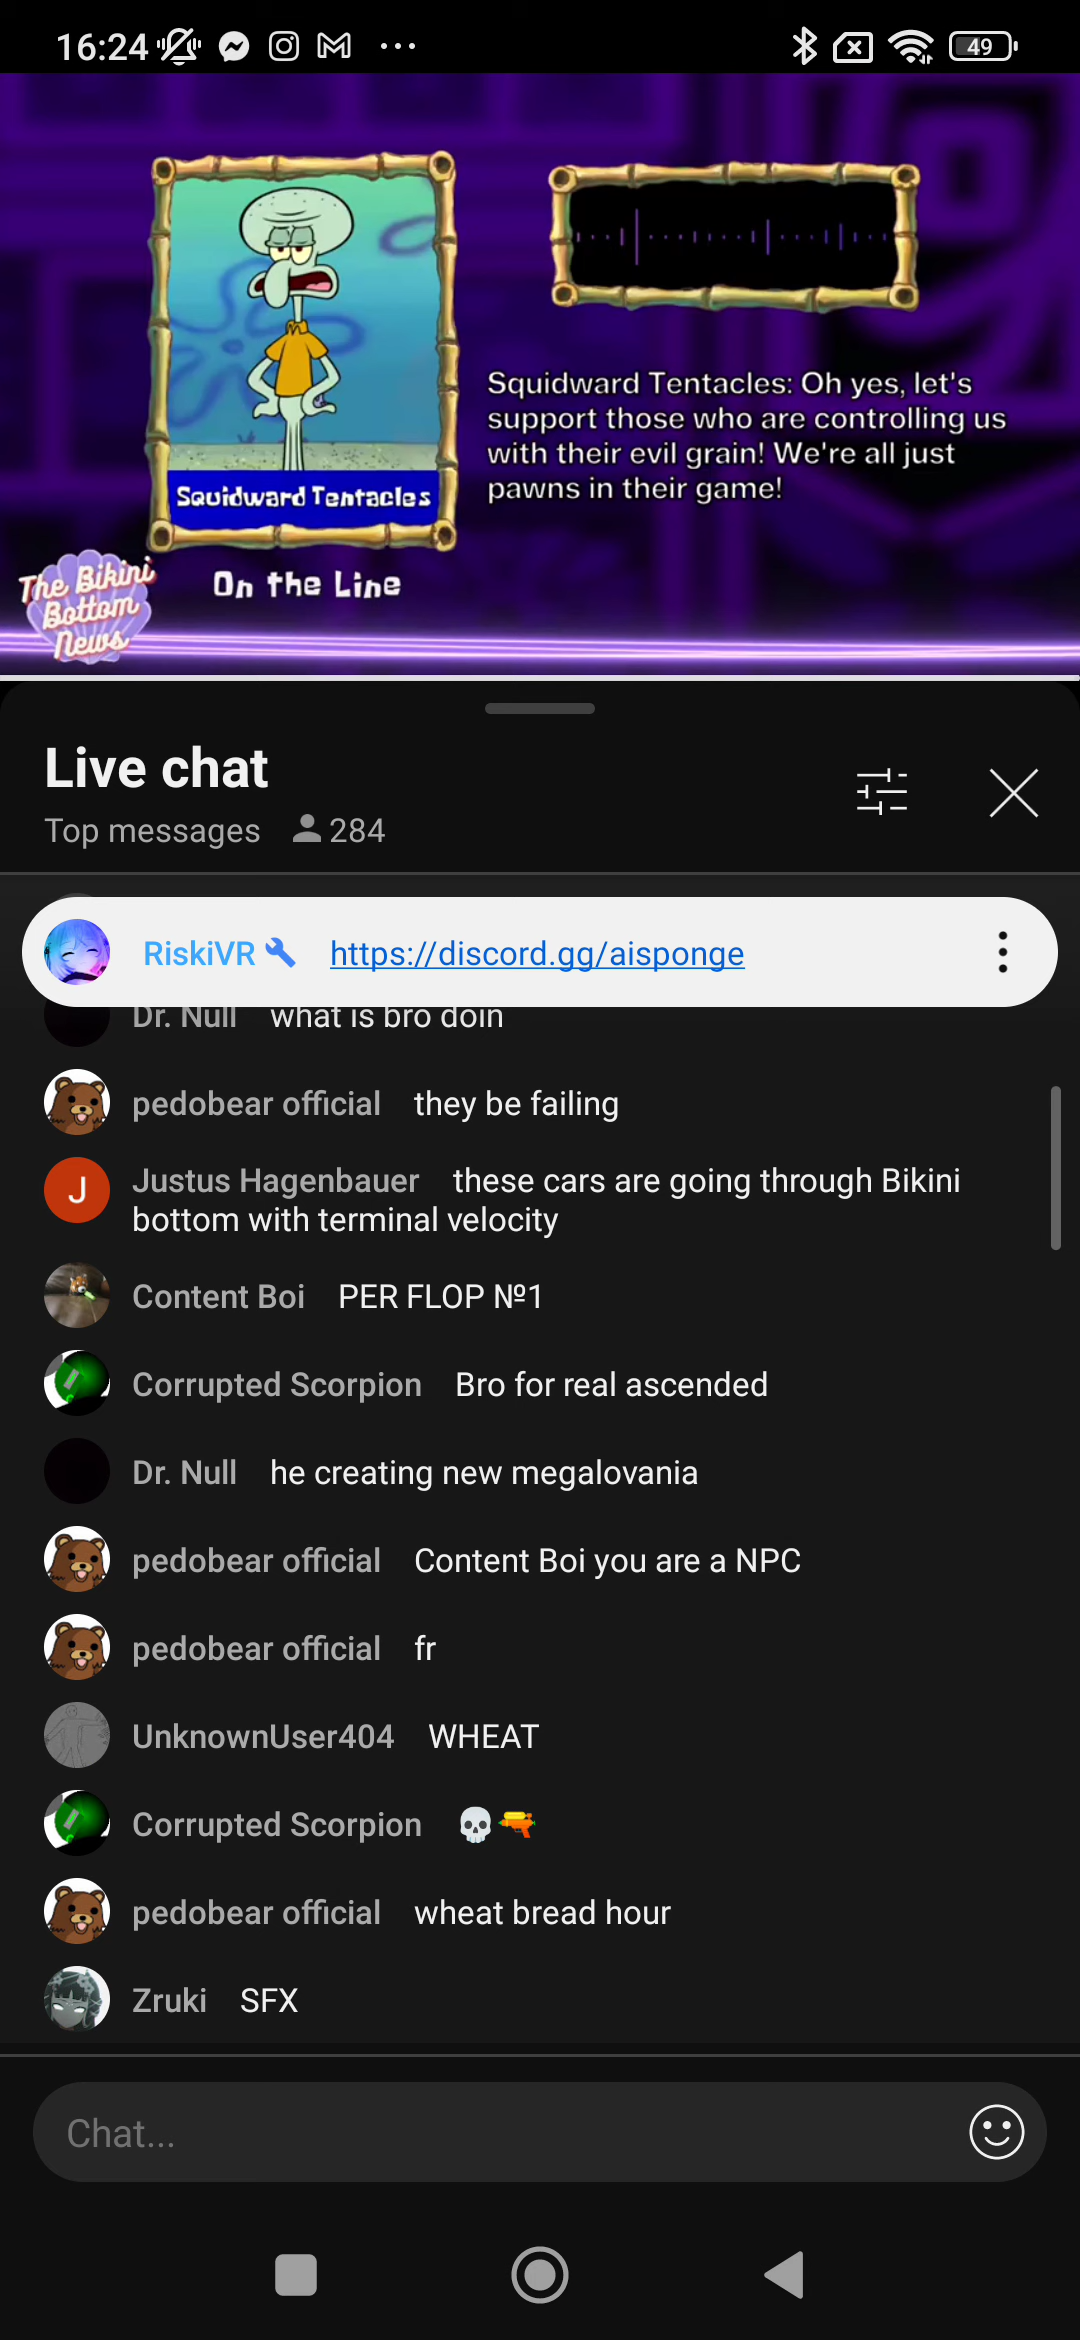 16:24
49
Squidward Tentacles: Oh yes, let's
support those who are controlling us
with their evil grain! We're all just
pawns in their game!
Squidward Tentacles
On the Line
The Bikini
Bottom
News
Live chat
Top messages 284
RiskiVR https://discord.gg/aisponge
Dr. Null what is bro doin
pedobear official they be failing
J
Justus Hagenbauer these cars are going through Bikini
bottom with terminal velocity
Content Boi PER FLOP №1
Corrupted Scorpion Bro for real ascended
Dr. Null he creating new megalovania
pedobear official Content Boi you are a NPC
pedobear official fr
UnknownUser404 WHEAT
Corrupted Scorpion 💀🔫
pedobear official wheat bread hour
Zruki SFX
Chat...